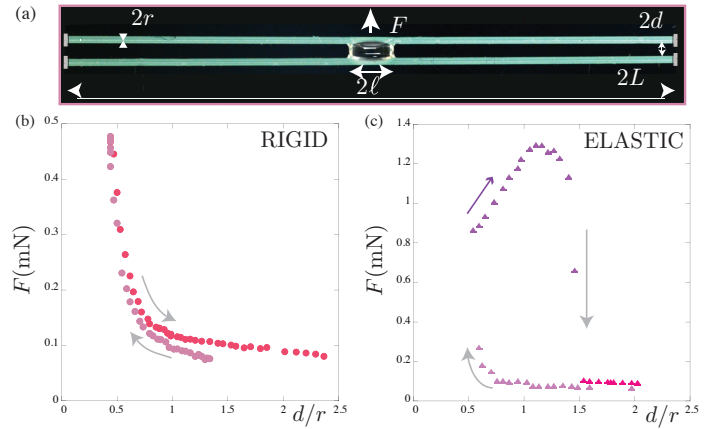 (a)
2r
F
2d
2ℓ
2L
(b)
RIGID
F(mN)
0.5
0.4
0.3
0.2
0.1
0
0 0.5 1 1.5 2 2.5
d/r
(c)
ELASTIC
F(mN)
1.4
1.2
1
0.8
0.6
0.4
0.2
0
0 0.5 1 1.5 2 2.5
d/r